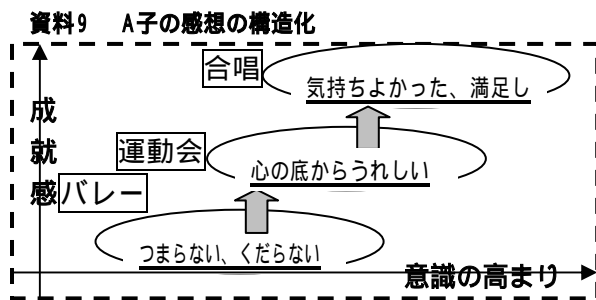 資料9 A子の感想の構造化
合唱
気持ちよかった、満足し
成就感
運動会
心の底からうれしい
バレー
つまらない、くだらない
意識の高まり